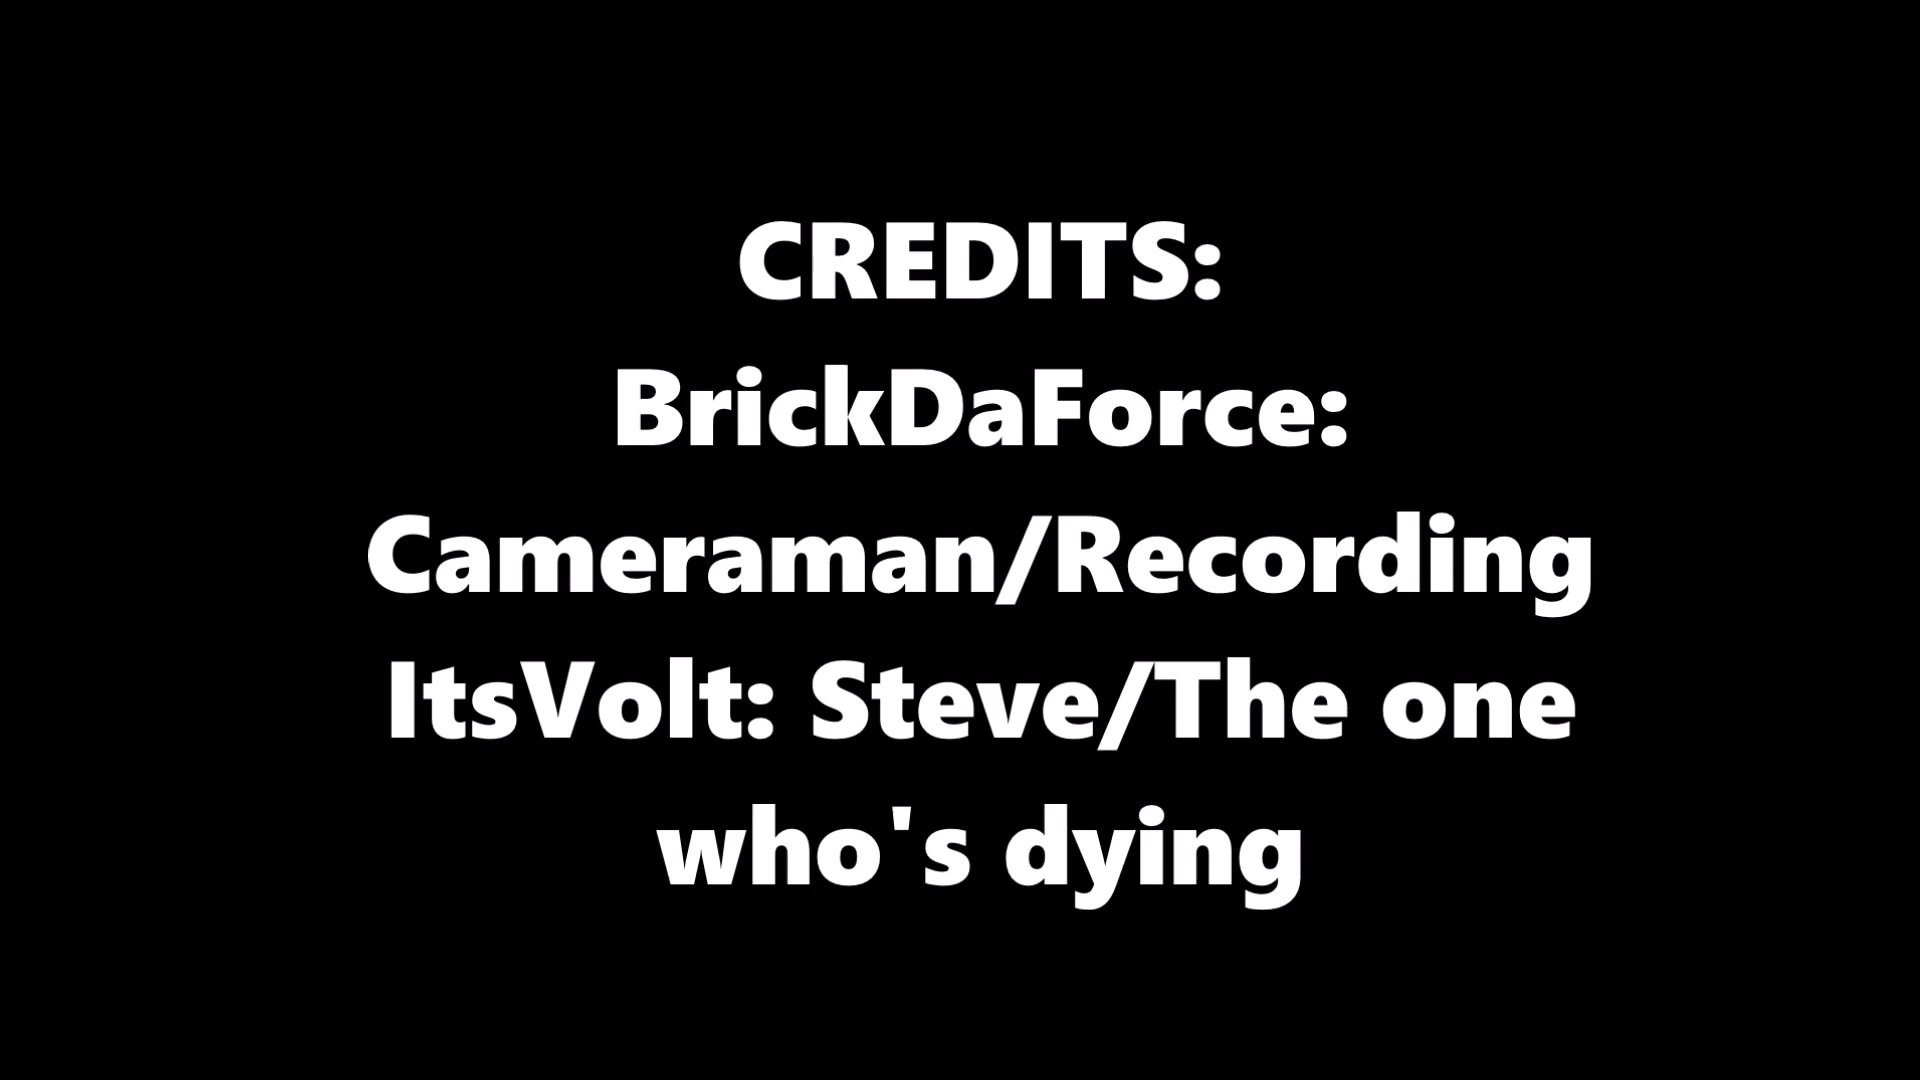 CREDITS:
BrickDaForce:
Cameraman/Recording
ItsVolt: Steve/The one
who's dying